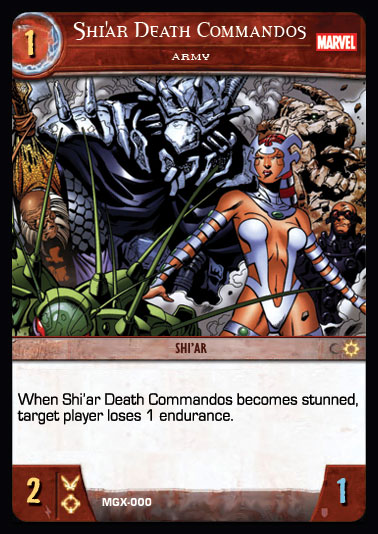 1
Shi'ar Death Commandos
MARVEL
ARMY
SHI'AR
C
When Shi'ar Death Commandos becomes stunned,
target player loses 1 endurance.
2
MGX-000
1